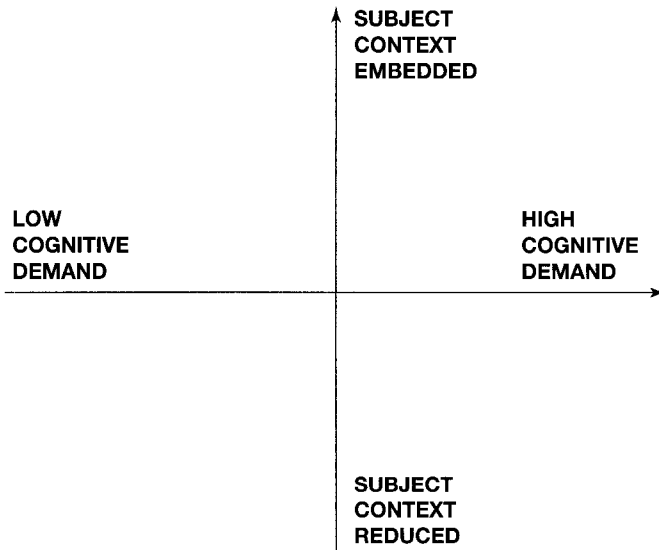 SUBJECT
CONTEXT
EMBEDDED
LOW
COGNITIVE
DEMAND
HIGH
COGNITIVE
DEMAND
SUBJECT
CONTEXT
REDUCED